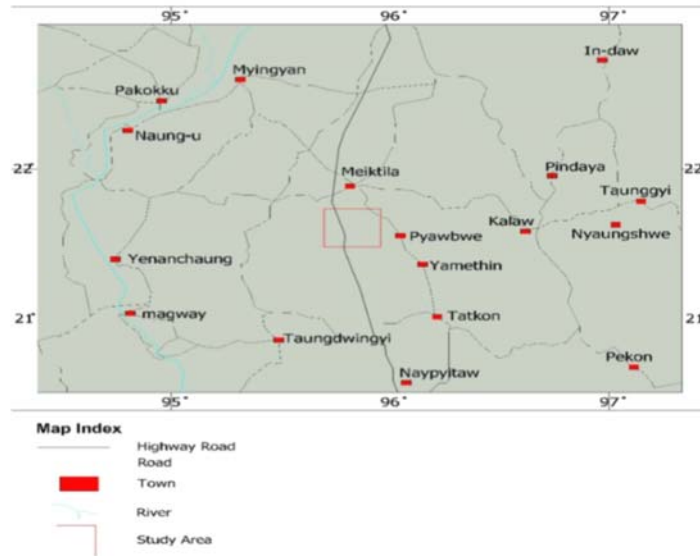 95° 96° 97°
In-daw
Myingyan
Pakokku
Naung-u
22° 22
Meiktila
Pindaya
Taunggyi
Kalaw
Pyawbwe
Nyaungshwe
Yenanchaung
Yamethin
21 21
magway
Tatkon
Taungdwingyi
Pekon
Naypyitaw
95° 96° 97°
Map Index
Highway Road
Road
Town
River
Study Area